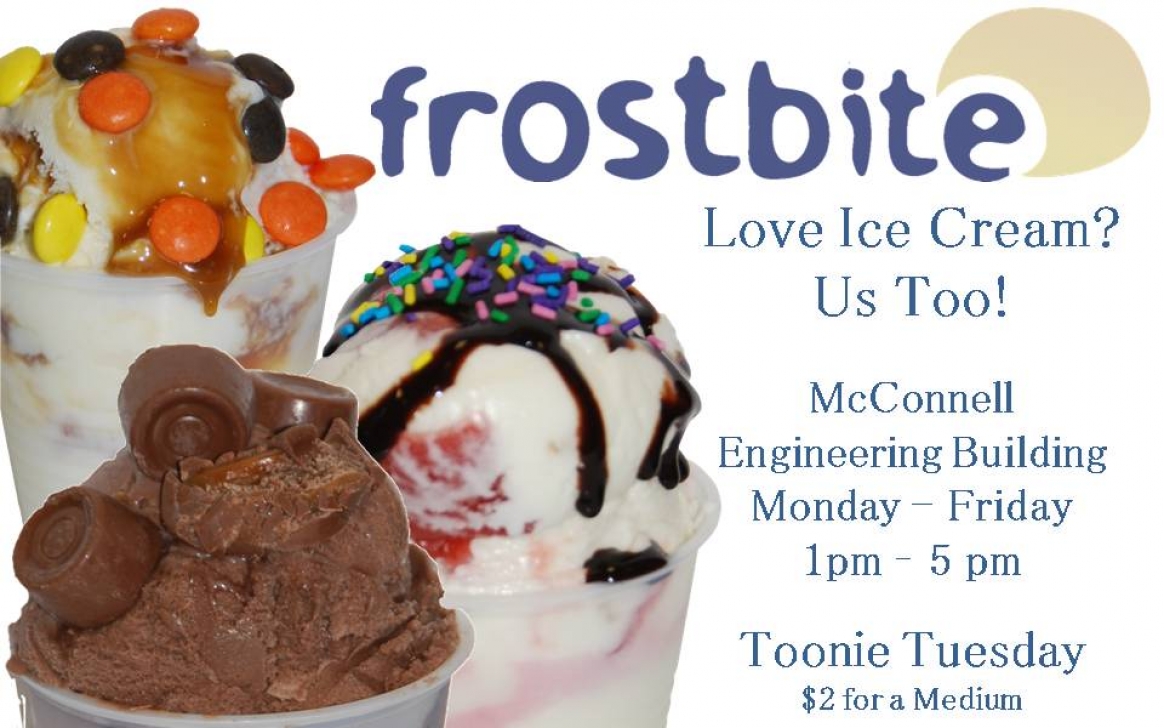 frostbite
Love Ice Cream?
Us Too!
McConnell
Engineering Building
Monday – Friday
1pm – 5 pm
Toonie Tuesday
$2 for a Medium